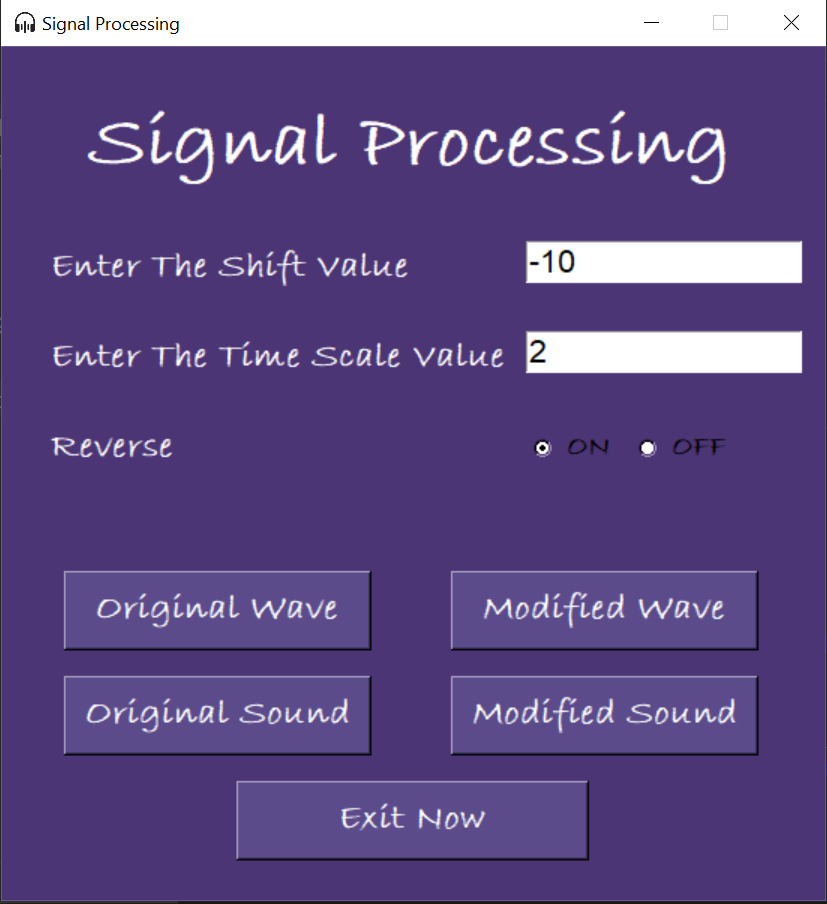 Signal Processing
Signal Processing
Enter The Shift Value -10
Enter The Time Scale Value 2
Reverse ON OFF
Original Wave Modified Wave
Original Sound Modified Sound
Exit Now